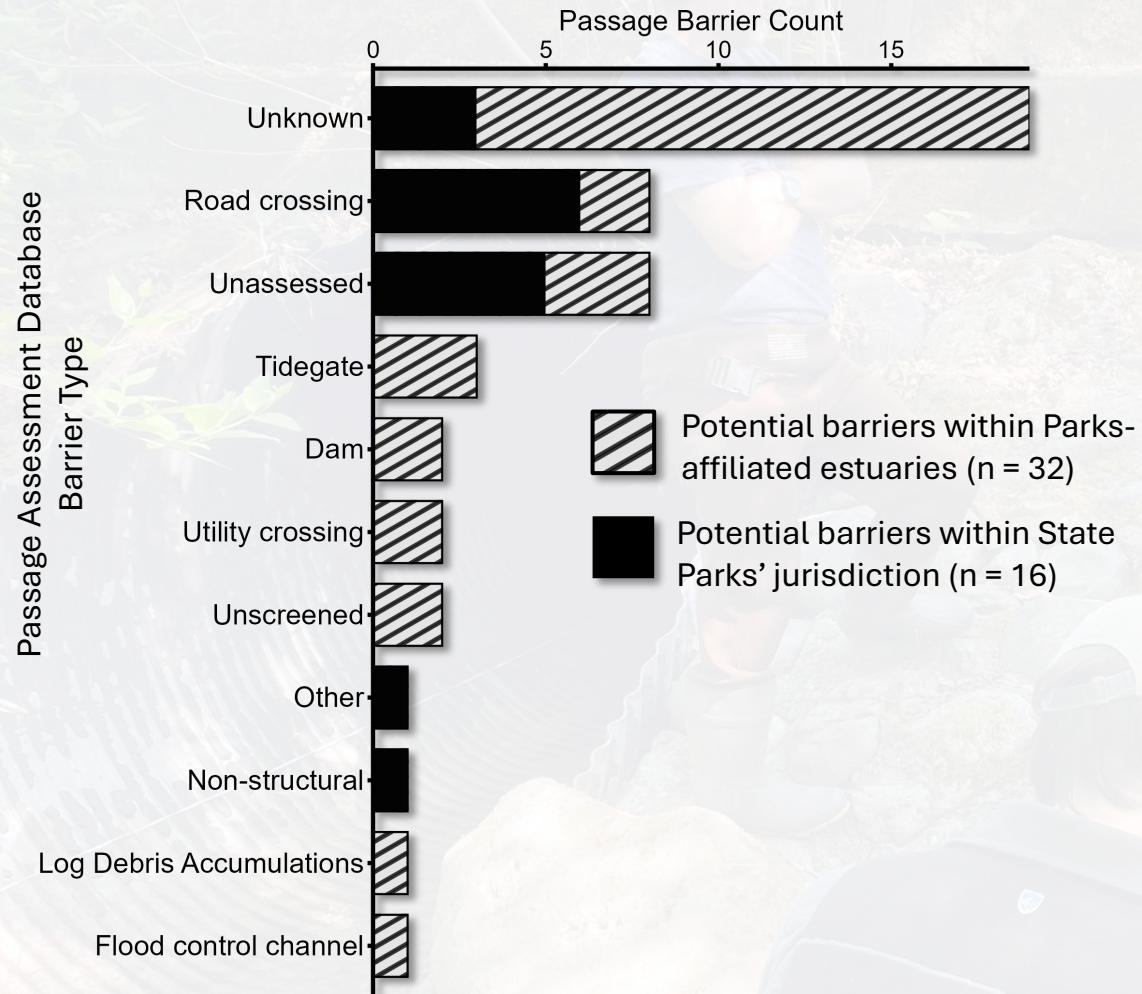 Passage Barrier Count
0 5 10 15
Passage Assessment Database
Barrier Type
Unknown
Road crossing
Unassessed
Tidegate
Dam
Utility crossing
Unscreened
Other
Non-structural
Log Debris Accumulations
Flood control channel
Potential barriers within Parks-
affiliated estuaries (n = 32)
Potential barriers within State
Parks’ jurisdiction (n = 16)